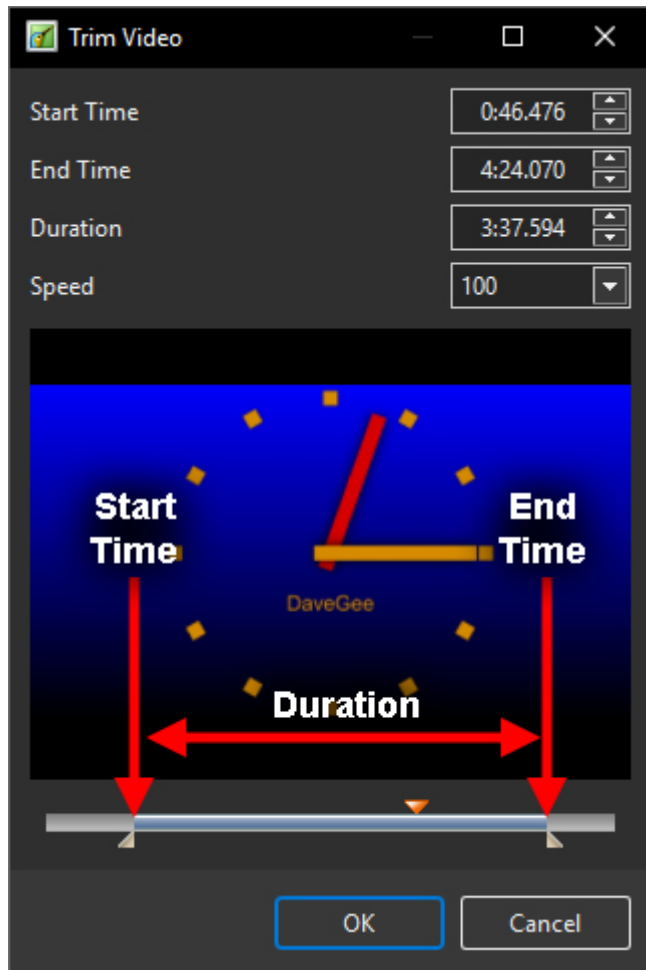 Trim Video
Start Time 0:46.476
End Time 4:24.070
Duration 3:37.594
Speed 100
Start End
Time Time
DaveGee
Duration
OK Cancel